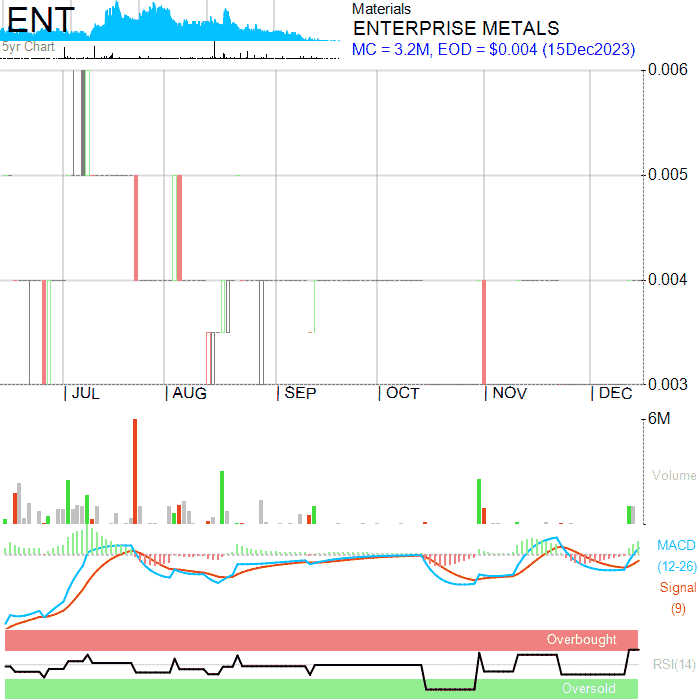 ENT
5yr Chart
Materials
ENTERPRISE METALS
MC = 3.2M, EOD = $0.004 (15Dec2023)
0.006
0.005
0.004
0.003
JUL AUG SEP OCT NOV DEC
6M
Volume
MACD
(12-26)
Signal
(9)
Overbought
RSI(14)
Oversold